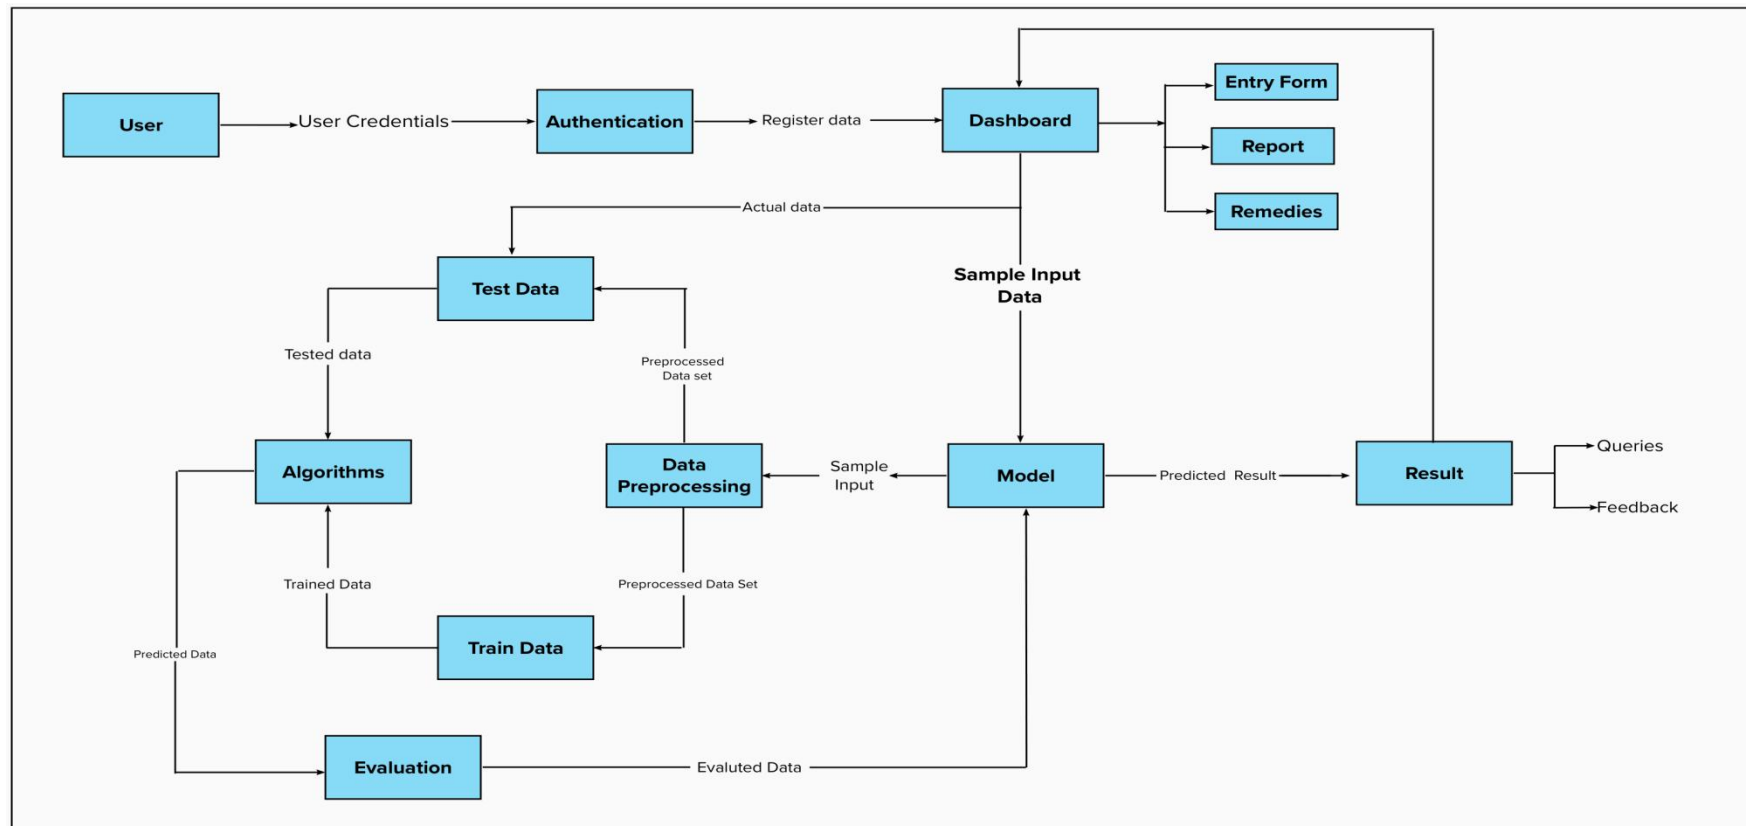 User
User Credentials
Authentication
Register data
Dashboard
Entry Form
Report
Remedies
Actual data
Test Data
Sample Input
Data
Tested data
Preprocessed
Data set
Algorithms
Data
Preprocessing
Sample
Input
Model
Predicted Result
Result
Queries
Feedback
Trained Data
Preprocessed Data Set
Train Data
Predicted Data
Evaluation
Evaluted Data